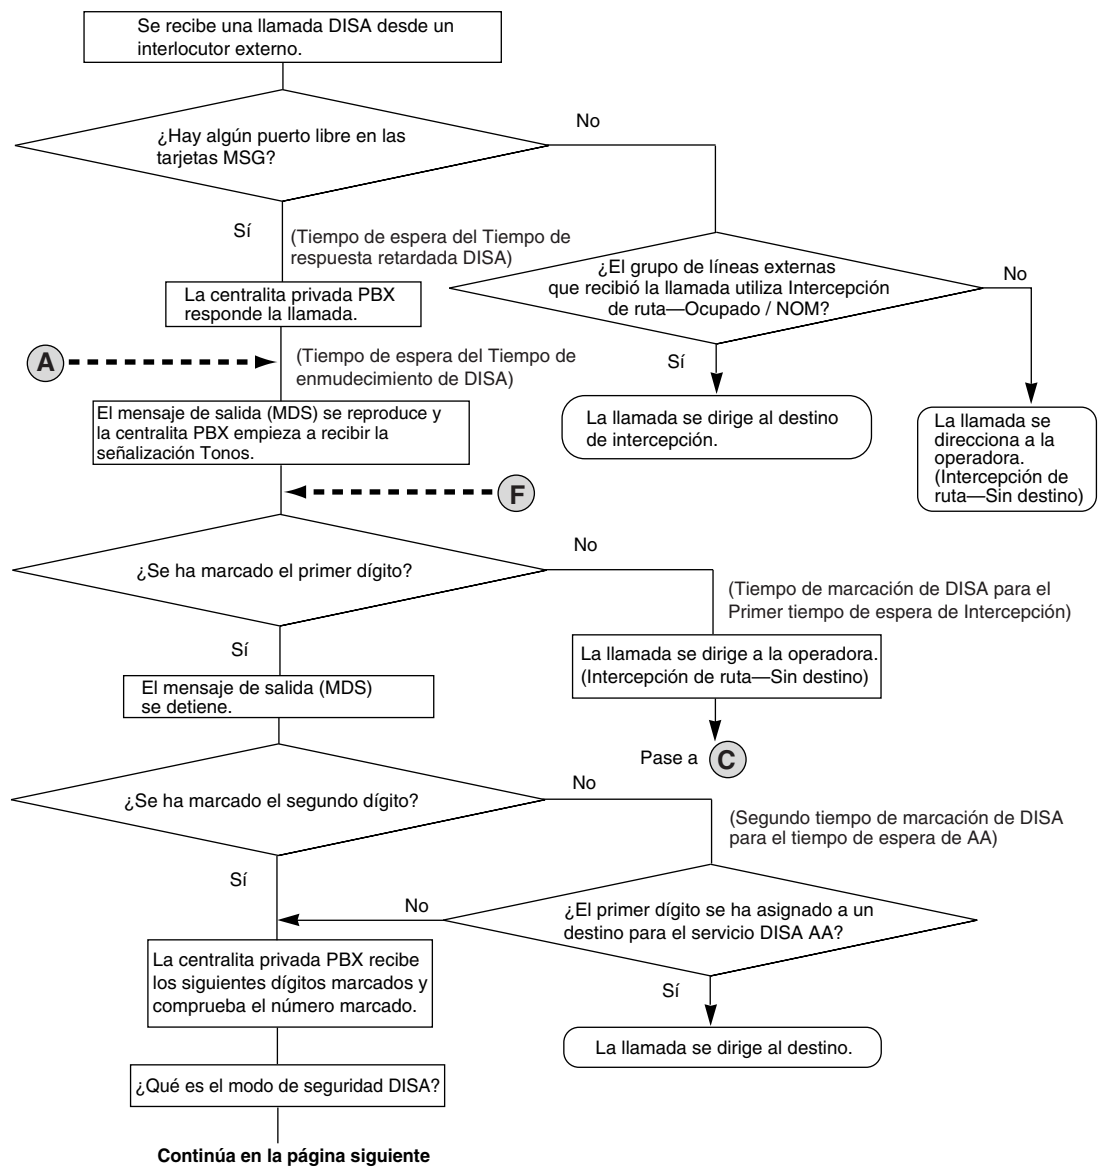 Se recibe una llamada DISA desde un
interlocutor externo.
¿Hay algún puerto libre en las
tarjetas MSG?
No
Sí
(Tiempo de espera del Tiempo de
respuesta retardada DISA)
¿El grupo de líneas externas
que recibió la llamada utiliza Intercepción
de ruta—Ocupado / NOM?
No
La centralita privada PBX
responde la llamada.
Sí
A
(Tiempo de espera del Tiempo de
enmudecimiento de DISA)
El mensaje de salida (MDS) se reproduce y
la centralita PBX empieza a recibir la
señalización Tonos.
La llamada se dirige al destino
de intercepción.
La llamada se
direcciona a la
operadora.
(Intercepción de
ruta—Sin destino)
F
¿Se ha marcado el primer dígito?
No
(Tiempo de marcación de DISA para el
Primer tiempo de espera de Intercepción)
Sí
La llamada se dirige a la operadora.
(Intercepción de ruta—Sin destino)
El mensaje de salida (MDS)
se detiene.
Pase a C
¿Se ha marcado el segundo dígito?
No
(Segundo tiempo de marcación de DISA
para el tiempo de espera de AA)
Sí
No
¿El primer dígito se ha asignado a un
destino para el servicio DISA AA?
La centralita privada PBX recibe
los siguientes dígitos marcados y
comprueba el número marcado.
Sí
La llamada se dirige al destino.
¿Qué es el modo de seguridad DISA?
Continúa en la página siguiente